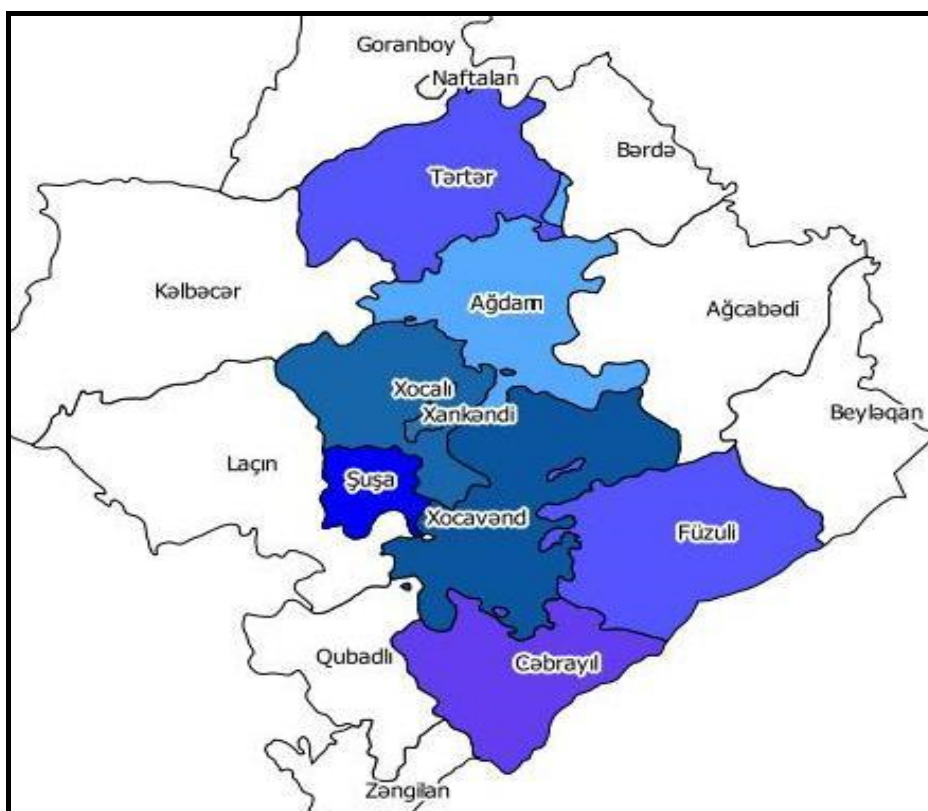 Goranboy
Naftalan
Bərdə
Tərtər
Kəlbəcər
Ağdam
Ağcabədi
Xocalı
Xankəndi
Beyləqan
Laçın
Şuşa
Xocavənd
Füzuli
Qubadlı
Cəbrayıl
Zəngilan